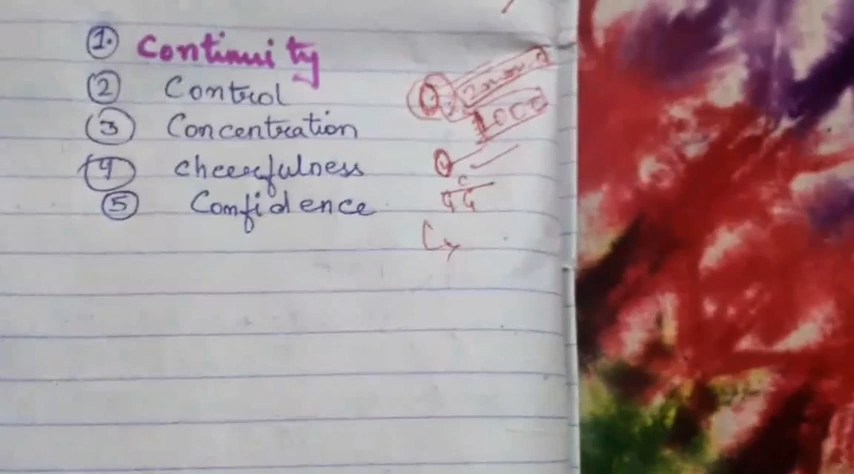 1. Continuity
2 Control
3 Concentration
4 cheerfulness
5 Confidence
1000